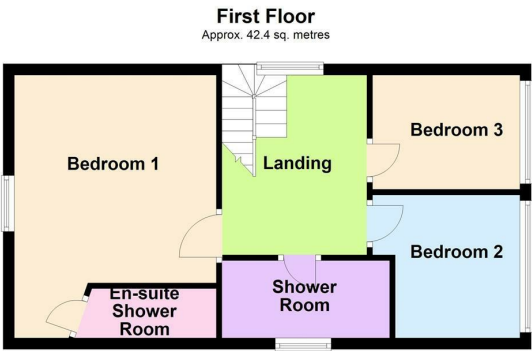 First Floor
Approx. 42.4 sq. metres
Bedroom 3
Bedroom 1
Landing
Bedroom 2
En-suite
Shower
Room
Shower
Room